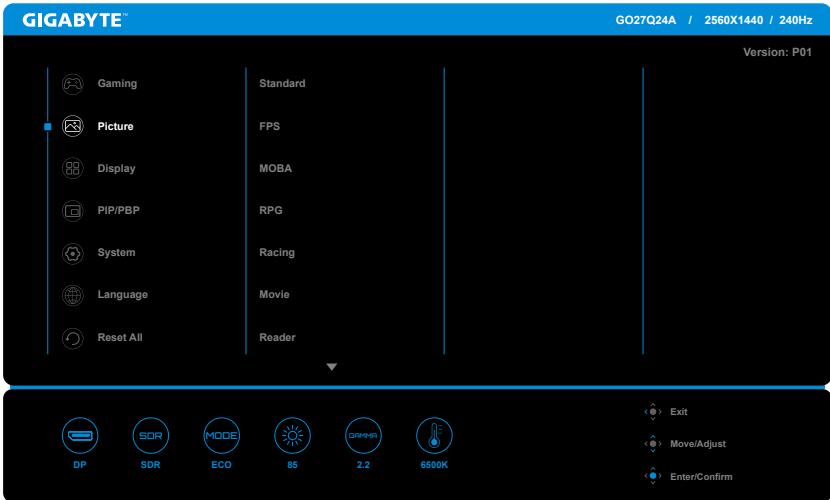 GIGABYTE™
GO27Q24A / 2560X1440 / 240Hz
Version: P01
Gaming
Picture
Display
PIP/PBP
System
Language
Reset All
Standard
FPS
MOBA
RPG
Racing
Movie
Reader
SDR
MODE
GAMMA
DP
SDR
ECO
85
2.2
6500K
Exit
Move/Adjust
Enter/Confirm